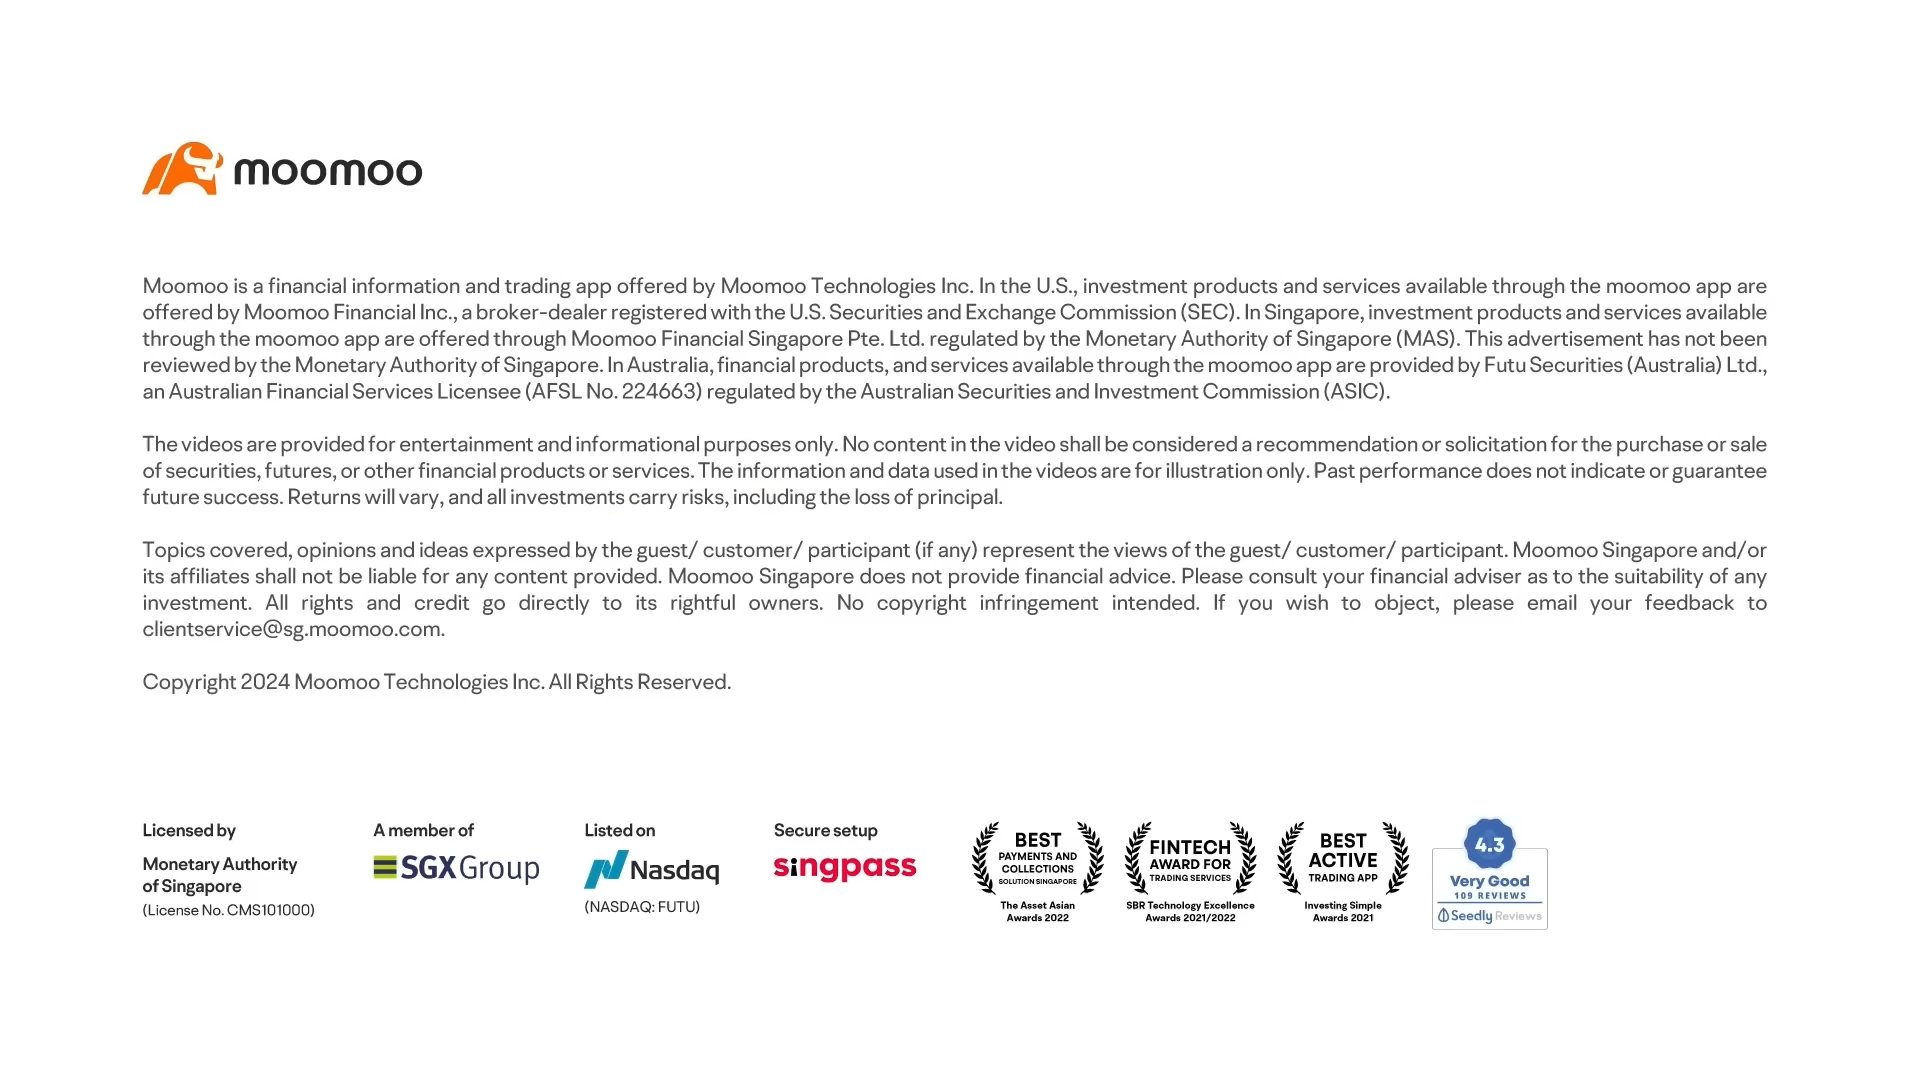 moomoo
Moomoo is a financial information and trading app offered by Moomoo Technologies Inc. In the U.S., investment products and services available through the moomoo app are
offered by Moomoo Financial Inc., a broker-dealer registered with the U.S. Securities and Exchange Commission (SEC). In Singapore, investment products and services available
through the moomoo app are offered through Moomoo Financial Singapore Pte. Ltd. regulated by the Monetary Authority of Singapore (MAS). This advertisement has not been
reviewed by the Monetary Authority of Singapore. In Australia, financial products, and services available through the moomoo app are provided by Futu Securities (Australia) Ltd.,
an Australian Financial Services Licensee (AFSL No. 224663) regulated by the Australian Securities and Investment Commission (ASIC).
The videos are provided for entertainment and informational purposes only. No content in the video shall be considered a recommendation or solicitation for the purchase or sale
of securities, futures, or other financial products or services. The information and data used in the videos are for illustration only. Past performance does not indicate or guarantee
future success. Returns will vary, and all investments carry risks, including the loss of principal.
Topics covered, opinions and ideas expressed by the guest/ customer/ participant (if any) represent the views of the guest/ customer/ participant. Moomoo Singapore and/or
its affiliates shall not be liable for any content provided. Moomoo Singapore does not provide financial advice. Please consult your financial adviser as to the suitability of any
investment. All rights and credit go directly to its rightful owners. No copyright infringement intended. If you wish to object, please email your feedback to
clientservice@sg.moomoo.com.
Copyright 2024 Moomoo Technologies Inc. All Rights Reserved.
Licensed by
Monetary Authority
of Singapore
(License No. CMS101000)
A member of
SGX Group
Listed on
Nasdaq
(NASDAQ: FUTU)
Secure setup
singpass
BEST
PAYMENTS AND
COLLECTIONS
SOLUTION SINGAPORE
The Asset Asian
Awards 2022
FINTECH
AWARD FOR
TRADING SERVICES
SBR Technology Excellence
Awards 2021/2022
BEST
ACTIVE
TRADING APP
Investing Simple
Awards 2021
4.3
Very Good
109 REVIEWS
Seedly Reviews